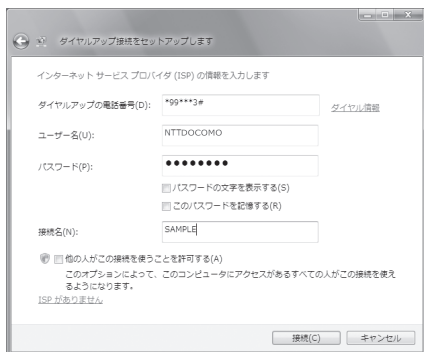 ダイヤルアップ接続をセットアップします
インターネット サービス プロバイダ (ISP) の情報を入力します
ダイヤルアップの電話番号(D): *99***3# ダイヤル情報
ユーザー名(U): NTTDOCOMO
パスワード(P): ●●●●●●●●
パスワードの文字を表示する(S)
このパスワードを記憶する(R)
接続名(N): SAMPLE
他の人がこの接続を使うことを許可する(A)
このオプションによって、このコンピュータにアクセスがあるすべての人がこの接続を使え
るようになります。
ISP がありません
接続(C) キャンセル